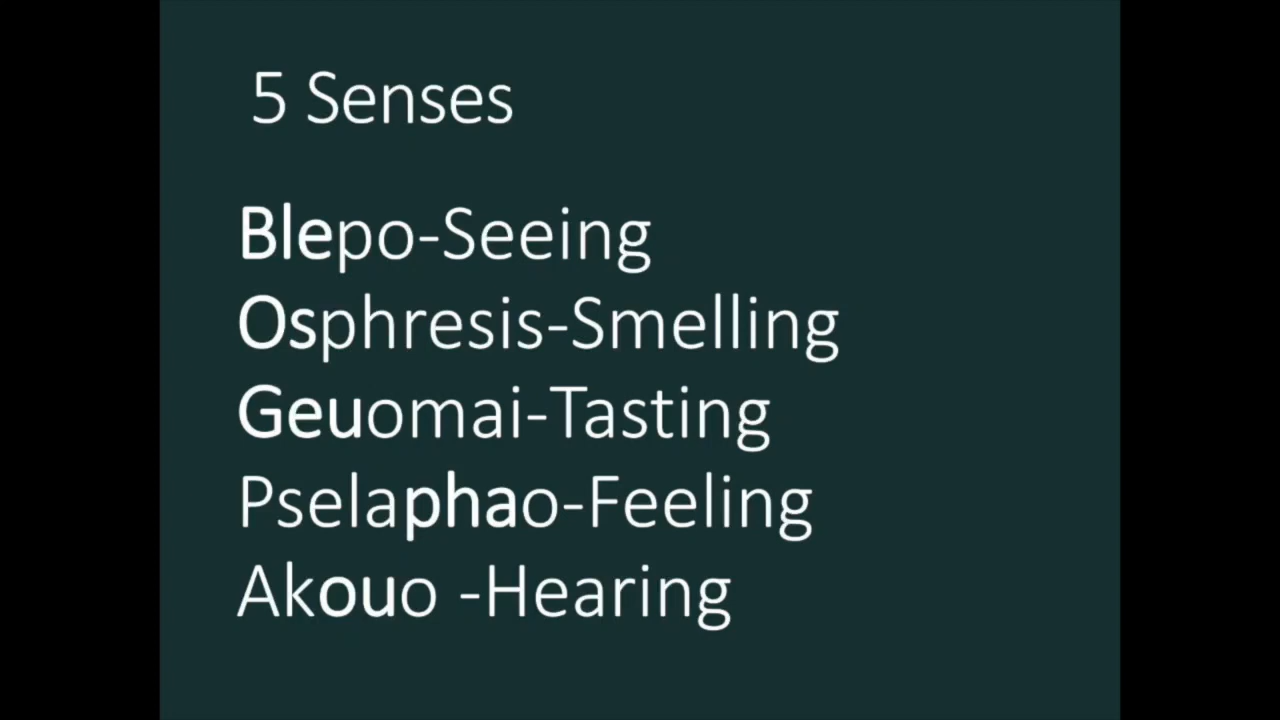 5 Senses
Blepo-Seeing
Osphresis-Smelling
Geuomai-Tasting
Pselaphao-Feeling
Akouo -Hearing